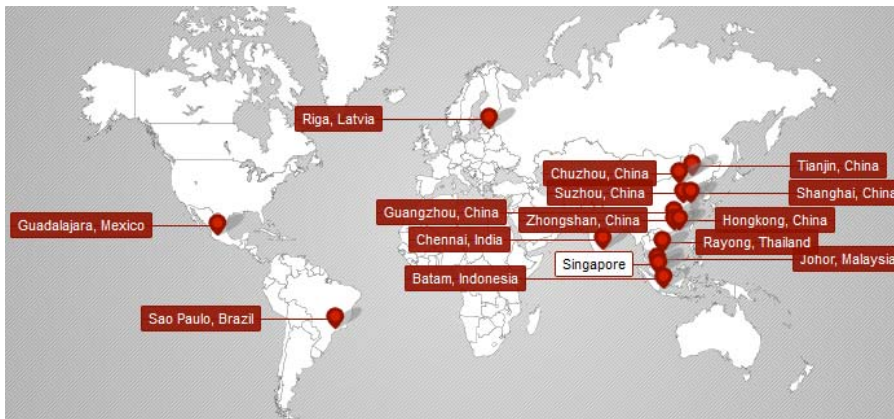 Riga, Latvia
Tianjin, China
Chuzhou, China
Suzhou, China
Shanghai, China
Guangzhou, China
Zhongshan, China
Hongkong, China
Guadalajara, Mexico
Chennai, India
Rayong, Thailand
Singapore
Johor, Malaysia
Batam, Indonesia
Sao Paulo, Brazil